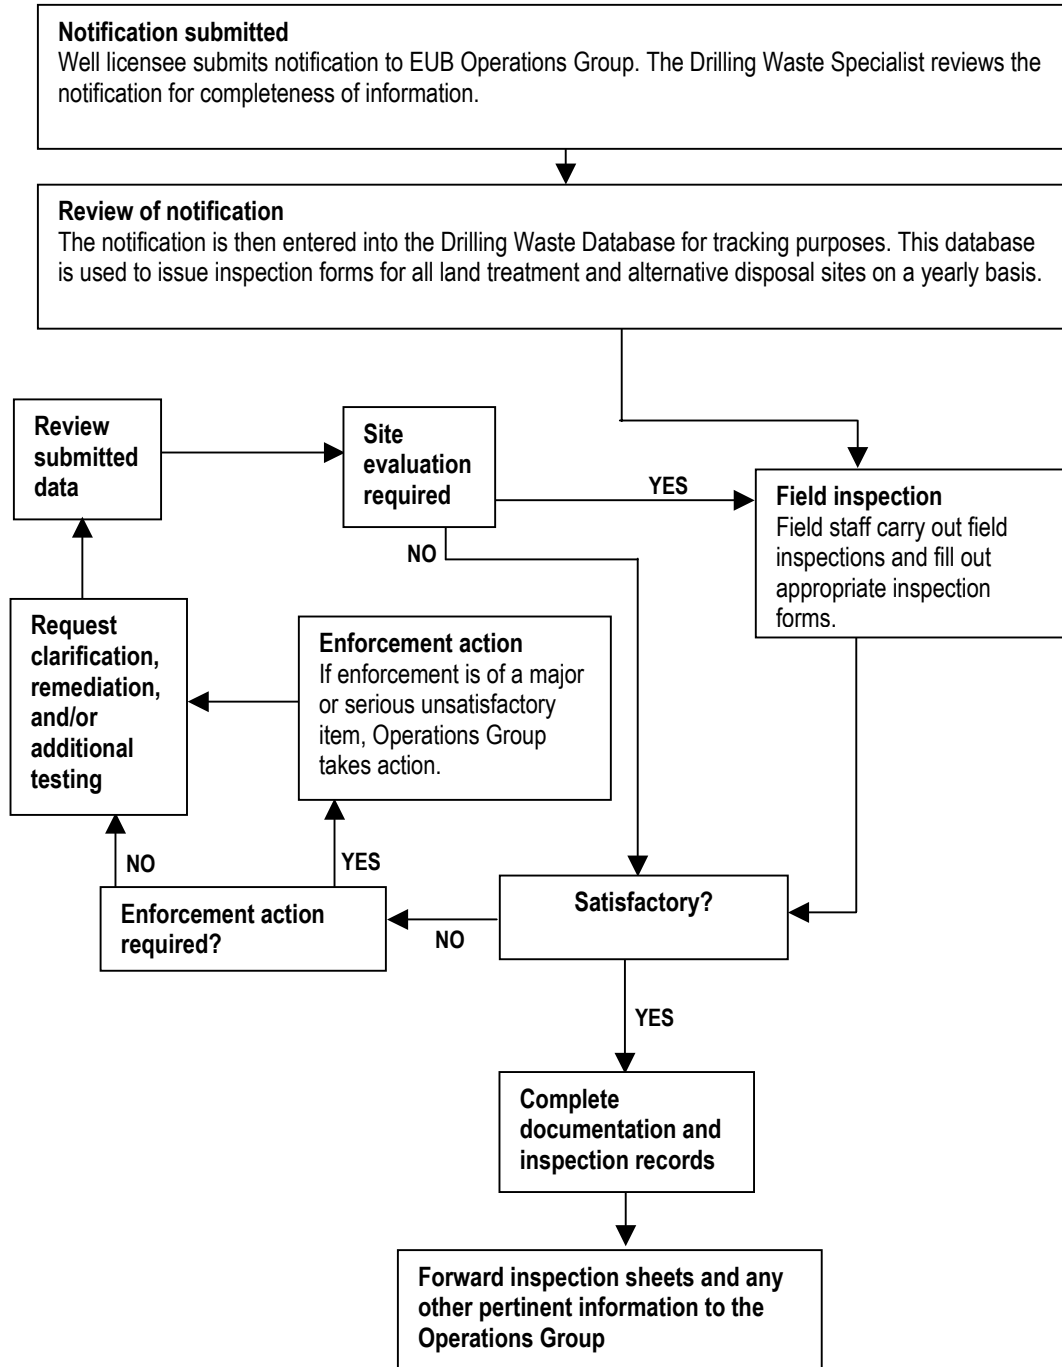 Notification submitted
Well licensee submits notification to EUB Operations Group. The Drilling Waste Specialist reviews the
notification for completeness of information.
Review of notification
The notification is then entered into the Drilling Waste Database for tracking purposes. This database
is used to issue inspection forms for all land treatment and alternative disposal sites on a yearly basis.
Review
submitted
data
Site
evaluation
required
YES
NO
Field inspection
Field staff carry out field
inspections and fill out
appropriate inspection
forms.
Request
clarification,
remediation,
and/or
additional
testing
Enforcement action
If enforcement is of a major
or serious unsatisfactory
item, Operations Group
takes action.
NO
YES
Enforcement action
required?
NO
Satisfactory?
YES
Complete
documentation and
inspection records
Forward inspection sheets and any
other pertinent information to the
Operations Group